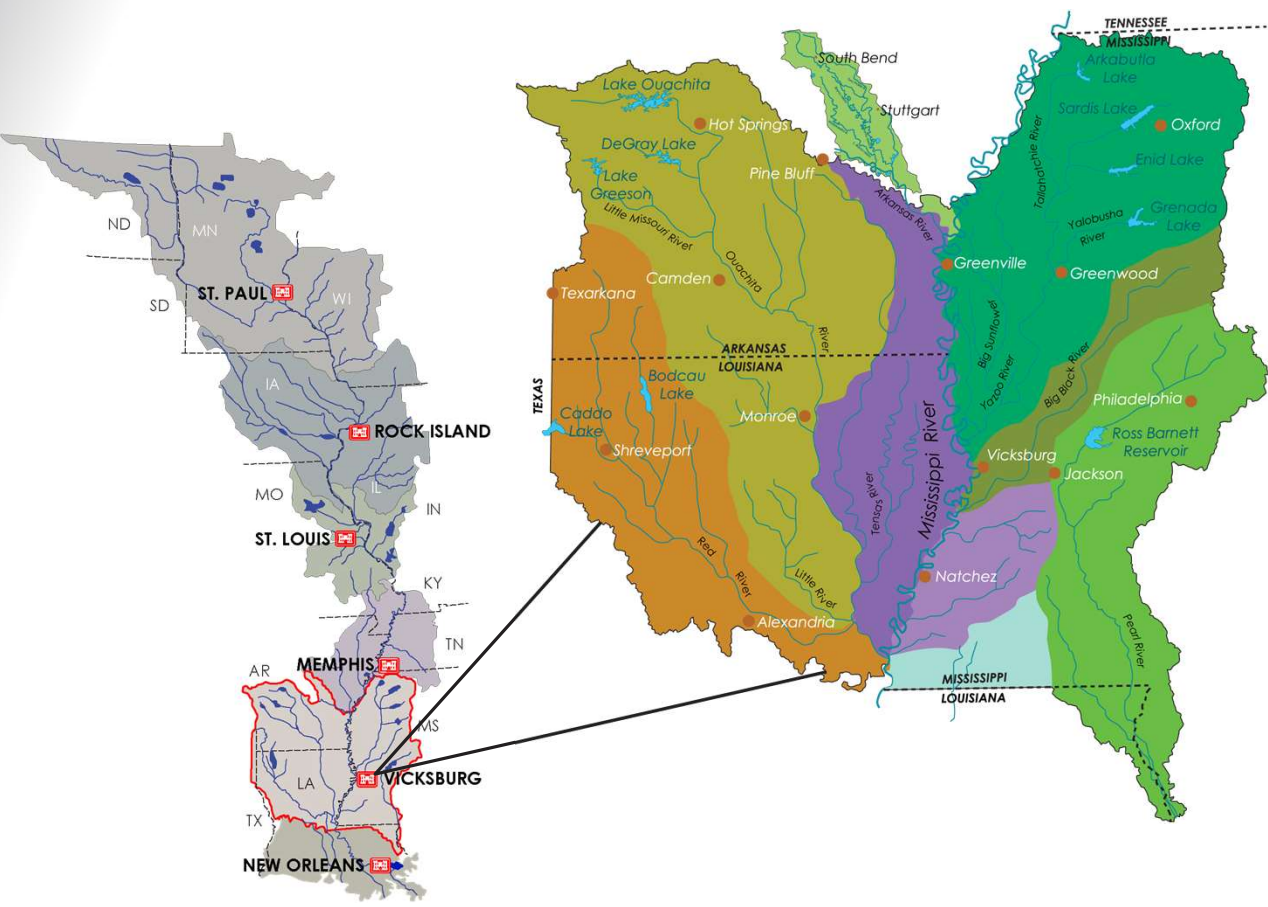 ND
MN
ST. PAUL
WI
SD
IA
ROCK ISLAND
MO
IL
IN
ST. LOUIS
KY
TN
MEMPHIS
AR
MS
LA
VICKSBURG
TX
NEW ORLEANS
TENNESSEE
MISSISSIPPI
South Bend
Stuttgart
Arkabutla
Lake
Sardis Lake
Oxford
Lake Ouachita
Hot Springs
DeGray Lake
Pine Bluff
Lake
Greeson
Little Missouri River
Arkansas River
Tallahatchie River
Enid Lake
Yalobusha
River
Grenada
Lake
Ouachita
River
Camden
Texarkana
Greenville
Greenwood
ARKANSAS
LOUISIANA
TEXAS
Big Sunflower
Yazoo River
Big Black River
Bodcau
Lake
Caddo
Lake
Monroe
Shreveport
Philadelphia
Ross Barnett
Reservoir
Vicksburg
Jackson
Mississippi River
Tensas River
Red
River
Little River
Natchez
Alexandria
Pearl River
MISSISSIPPI
LOUISIANA